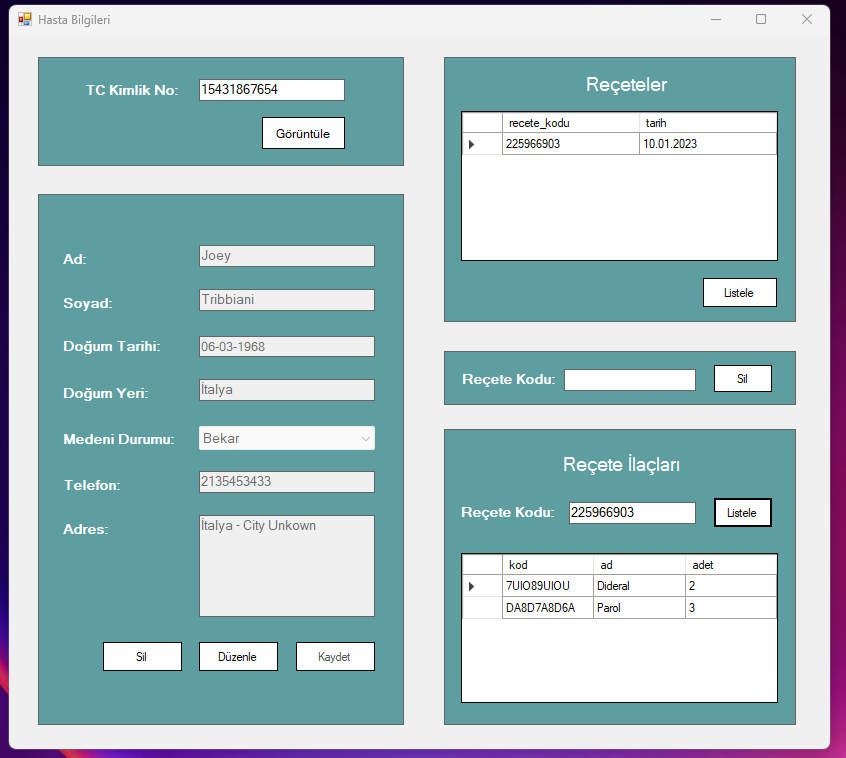 Hasta Bilgileri
TC Kimlik No: 15431867654
Görüntüle
Ad: Joey
Soyad: Tribbiani
Doğum Tarihi: 06-03-1968
Doğum Yeri: İtalya
Medeni Durumu: Bekar
Telefon: 2135453433
Adres: İtalya - City Unkown
Sil Düzenle Kaydet
Reçeteler
recete_kodu tarih
225966903 10.01.2023
Listele
Reçete Kodu: Sil
Reçete İlaçları
Reçete Kodu: 225966903 Listele
kod ad adet
7UIO89UIOU Dideral 2
DA8D7A8D6A Parol 3